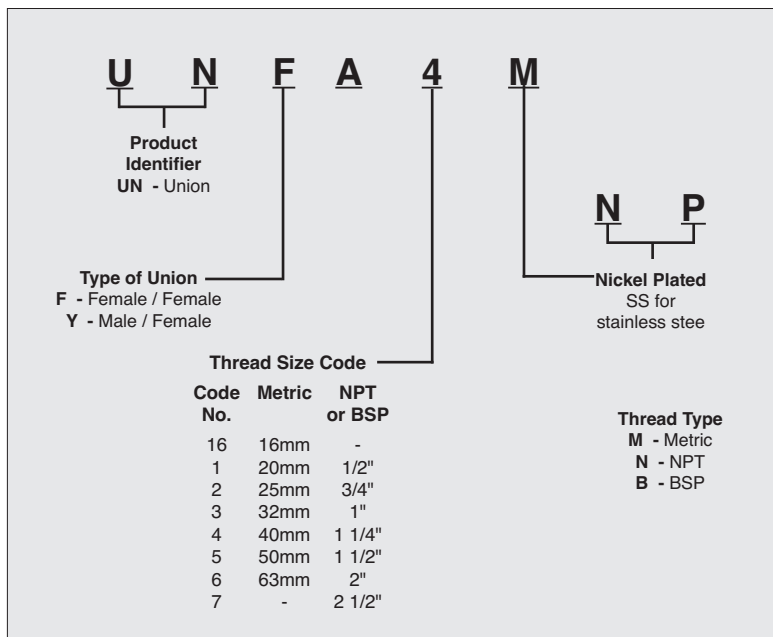 U N F A 4 M
Product
Identifier
UN - Union
N P
Type of Union
F - Female / Female
Y - Male / Female
Nickel Plated
SS for
stainless stee
Thread Size Code
Code Metric NPT
No. or BSP
16 16mm -
1 20mm 1/2"
2 25mm 3/4"
3 32mm 1"
4 40mm 1 1/4"
5 50mm 1 1/2"
6 63mm 2"
7 - 2 1/2"
Thread Type
M - Metric
N - NPT
B - BSP